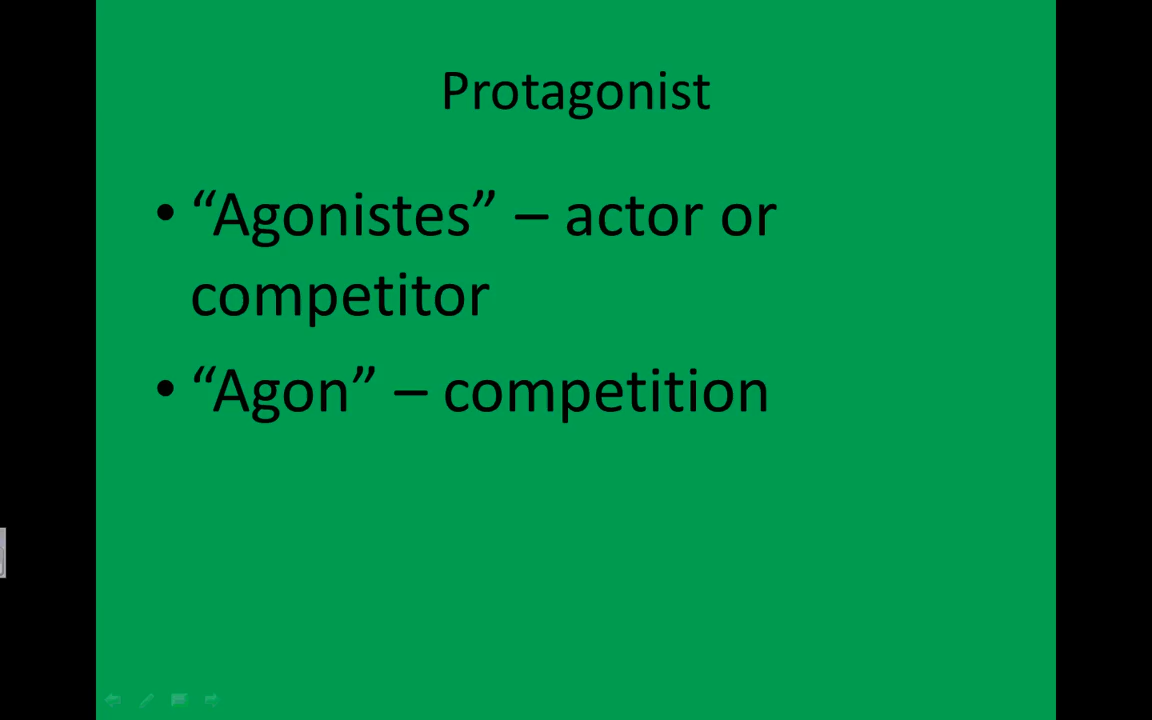 Protagonist
• “Agonistes” – actor or
competitor
• “Agon” – competition